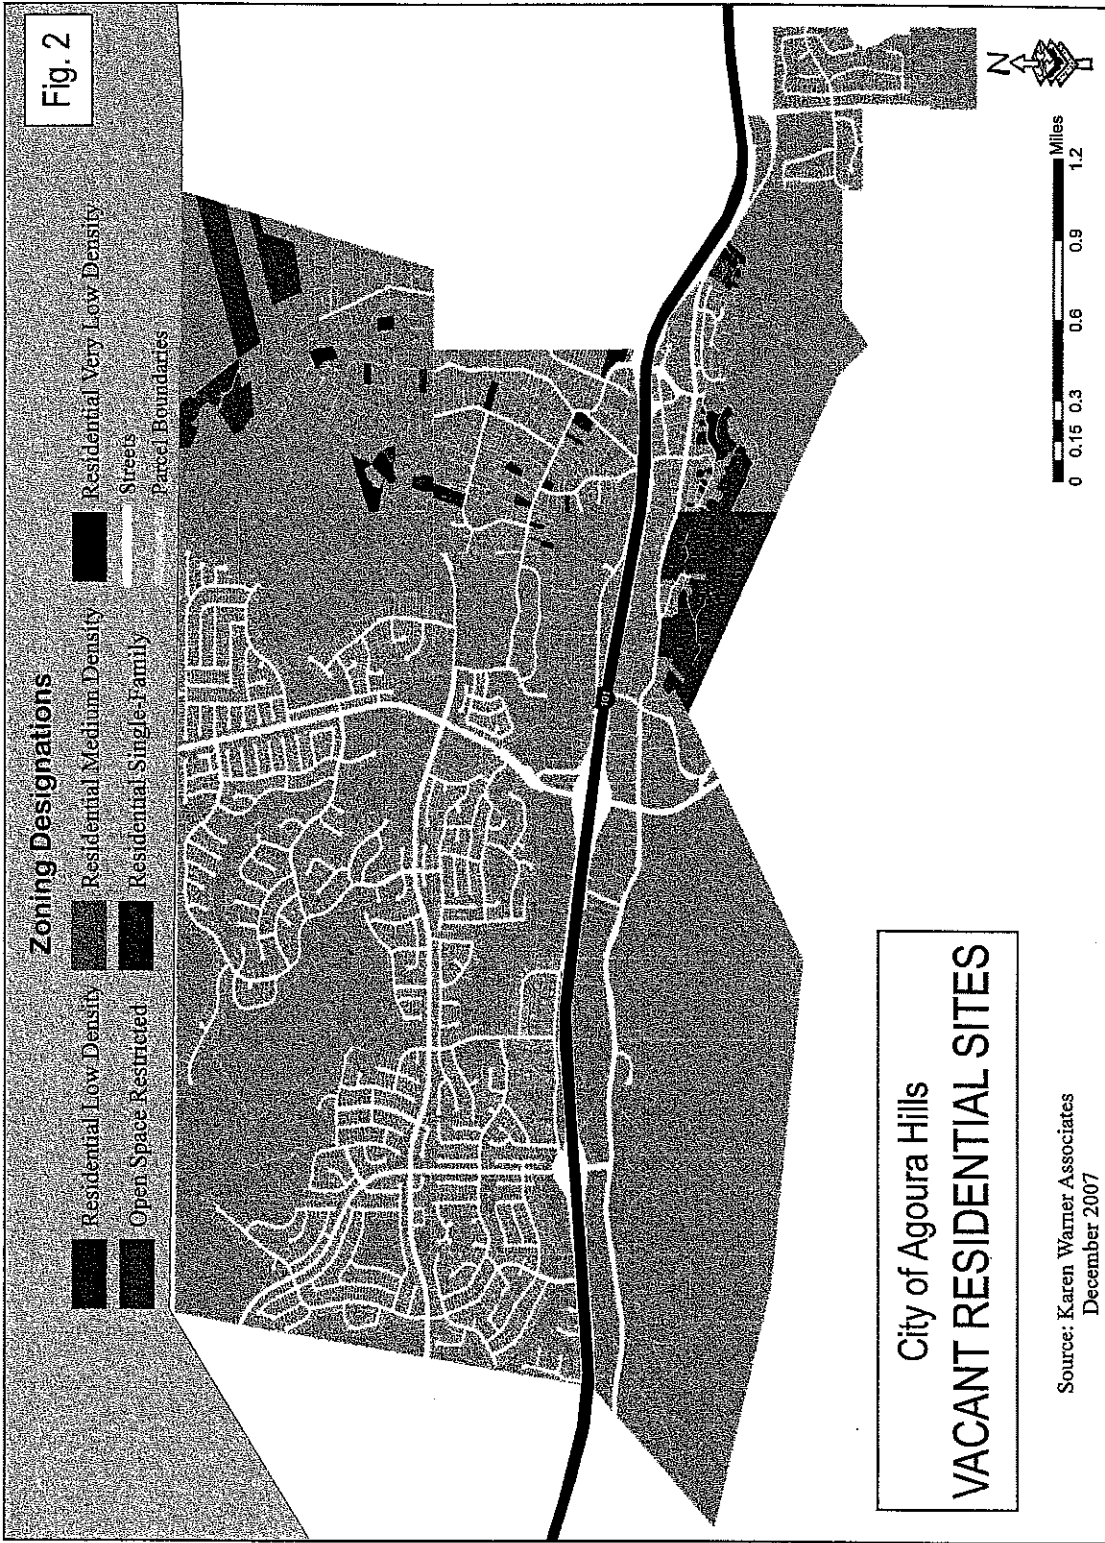 Fig. 2
Zoning Designations
Residential Low Density
Residential Medium Density
Residential Very Low Density
Open Space Restricted
Residential Single-Family
Streets
Parcel Boundaries
101
City of Agoura Hills
VACANT RESIDENTIAL SITES
Source: Karen Warner Associates
December 2007
N
Miles
0 0.15 0.3 0.6 0.9 1.2